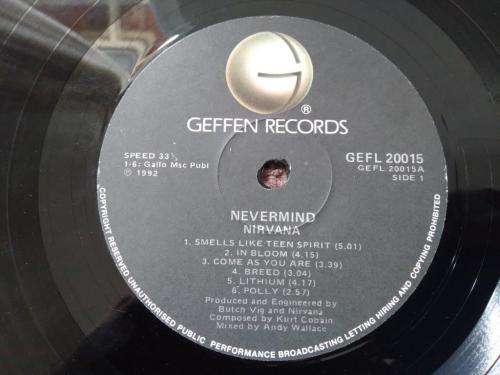 GEFFEN RECORDS
®
SPEED 33⅓
1-6: Gallo Msc Publ
℗ 1992
GEFL 20015
GEFL 20015A
SIDE 1
NEVERMIND
NIRVANA
1. SMELLS LIKE TEEN SPIRIT (5.01)
2. IN BLOOM (4.15)
3. COME AS YOU ARE (3.39)
4. BREED (3.04)
5. LITHIUM (4.17)
6. POLLY (2.57)
Produced and Engineered by
Butch Vig and Nirvana
Composed by Kurt Cobain
Mixed by Andy Wallace
COPYRIGHT RESERVED UNAUTHORISED PUBLIC PERFORMANCE BROADCASTING LETTING HIRING AND COPYING PROHIBITED